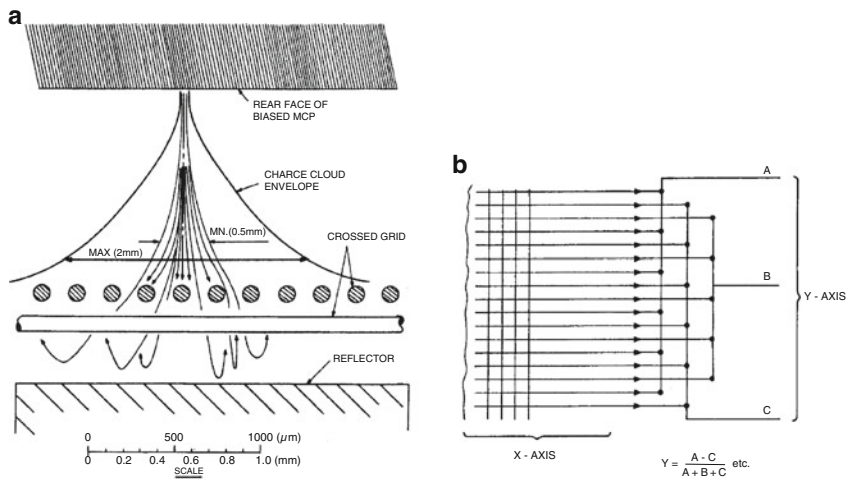 a
REAR FACE OF
BIASED MCP
CHARCE CLOUD
ENVELOPE
MN.(0.5mm)
MAX (2mm)
CROSSED GRID
REFLECTOR
0 500 1000 (μm)
0 0.2 0.4 0.6 0.8 1.0 (mm)
SCALE
b
A
B
C
Y - AXIS
X - AXIS
Y = A - C / A + B + C etc.